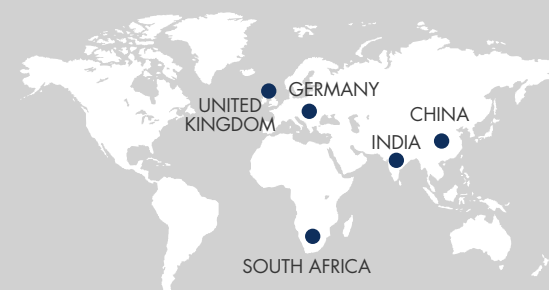 GERMANY
UNITED
KINGDOM
CHINA
INDIA
SOUTH AFRICA